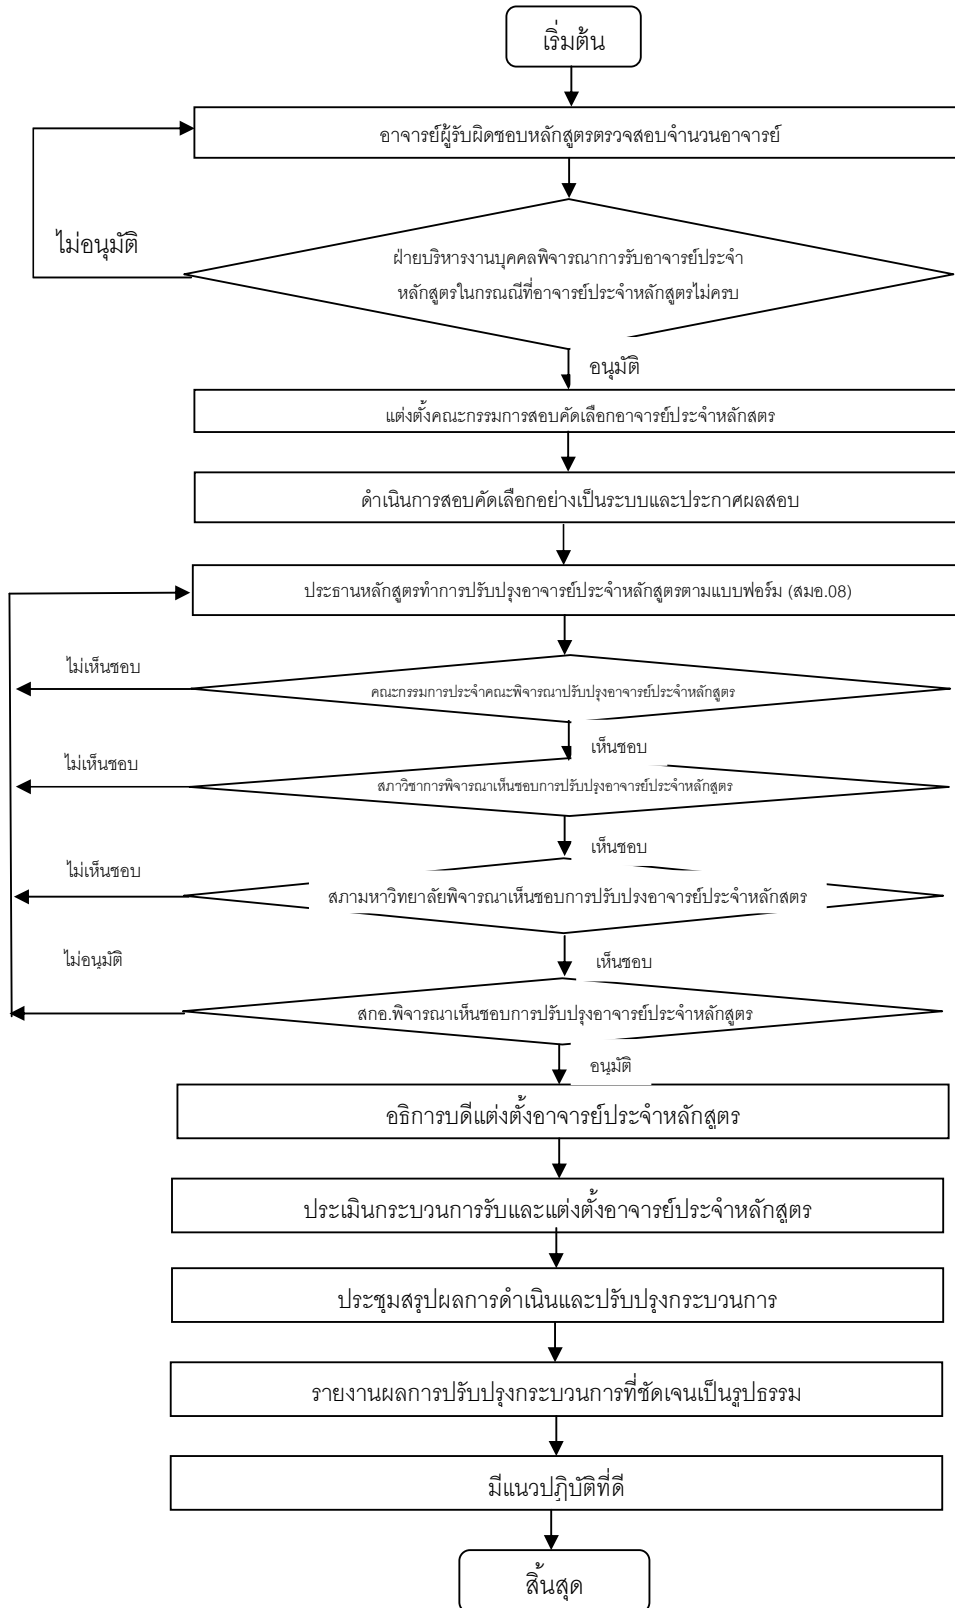 เริ่มต้น
อาจารย์ผู้รับผิดชอบหลักสูตรตรวจสอบจำนวนอาจารย์
ไม่อนุมัติ
ฝ่ายบริหารงานบุคคลพิจารณาการรับอาจารย์ประจำ
หลักสูตรในกรณณีที่อาจารย์ประจำหลักสูตรไม่ครบ
อนุมัติ
แต่งตั้งคณะกรรมการสอบคัดเลือกอาจารย์ประจำหลักสูตร
ดำเนินการสอบคัดเลือกอย่างเป็นระบบและประกาศผลสอบ
ประธานหลักสูตรทำการปรับปรุงอาจารย์ประจำหลักสูตรตามแบบฟอร์ม (สมอ.08)
ไม่เห็นชอบ
คณะกรรมการประจำคณะพิจารณาปรับปรุงอาจารย์ประจำหลักสูตร
เห็นชอบ
ไม่เห็นชอบ
สภาวิชาการพิจารณาเห็นชอบการปรับปรุงอาจารย์ประจำหลักสูตร
เห็นชอบ
ไม่เห็นชอบ
สภามหาวิทยาลัยพิจารณาเห็นชอบการปรับปรุงอาจารย์ประจำหลักสูตร
ไม่อนุมัติ
เห็นชอบ
สกอ.พิจารณาเห็นชอบการปรับปรุงอาจารย์ประจำหลักสูตร
อนุมัติ
อธิการบดีแต่งตั้งอาจารย์ประจำหลักสูตร
ประเมินกระบวนการรับและแต่งตั้งอาจารย์ประจำหลักสูตร
ประชุมสรุปผลการดำเนินและปรับปรุงกระบวนการ
รายงานผลการปรับปรุงกระบวนการที่ชัดเจนเป็นรูปธรรม
มีแนวปฏิบัติที่ดี
สิ้นสุด